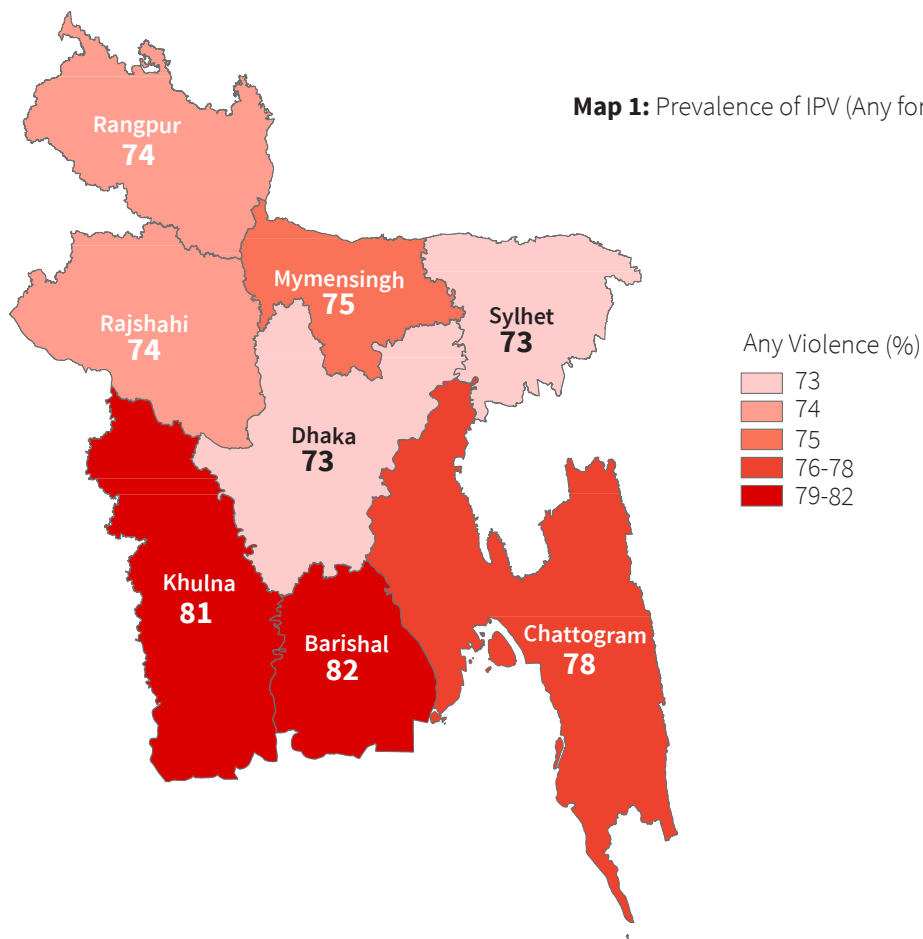 Map 1: Prevalence of IPV (Any for
Rangpur
74
Mymensingh
75
Sylhet
73
Rajshahi
74
Dhaka
73
Any Violence (%)
73
74
75
76-78
79-82
Khulna
81
Barishal
82
Chattogram
78